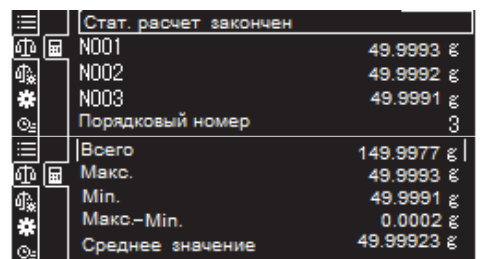 Стат. расчет закончен
N001 49.9993 g
N002 49.9992 g
N003 49.9991 g
Порядковый номер 3
Всего 149.9977 g
Макс. 49.9993 g
Min. 49.9991 g
Макс.-Min. 0.0002 g
Среднее значение 49.99923 g